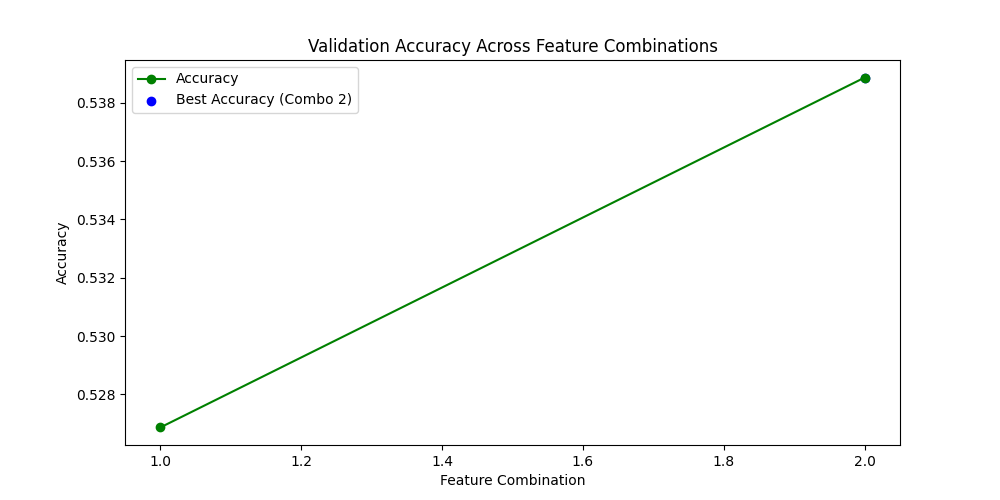 Validation Accuracy Across Feature Combinations
Accuracy
Best Accuracy (Combo 2)
0.538
0.536
0.534
0.532
0.530
0.528
Accuracy
1.0 1.2 1.4 1.6 1.8 2.0
Feature Combination